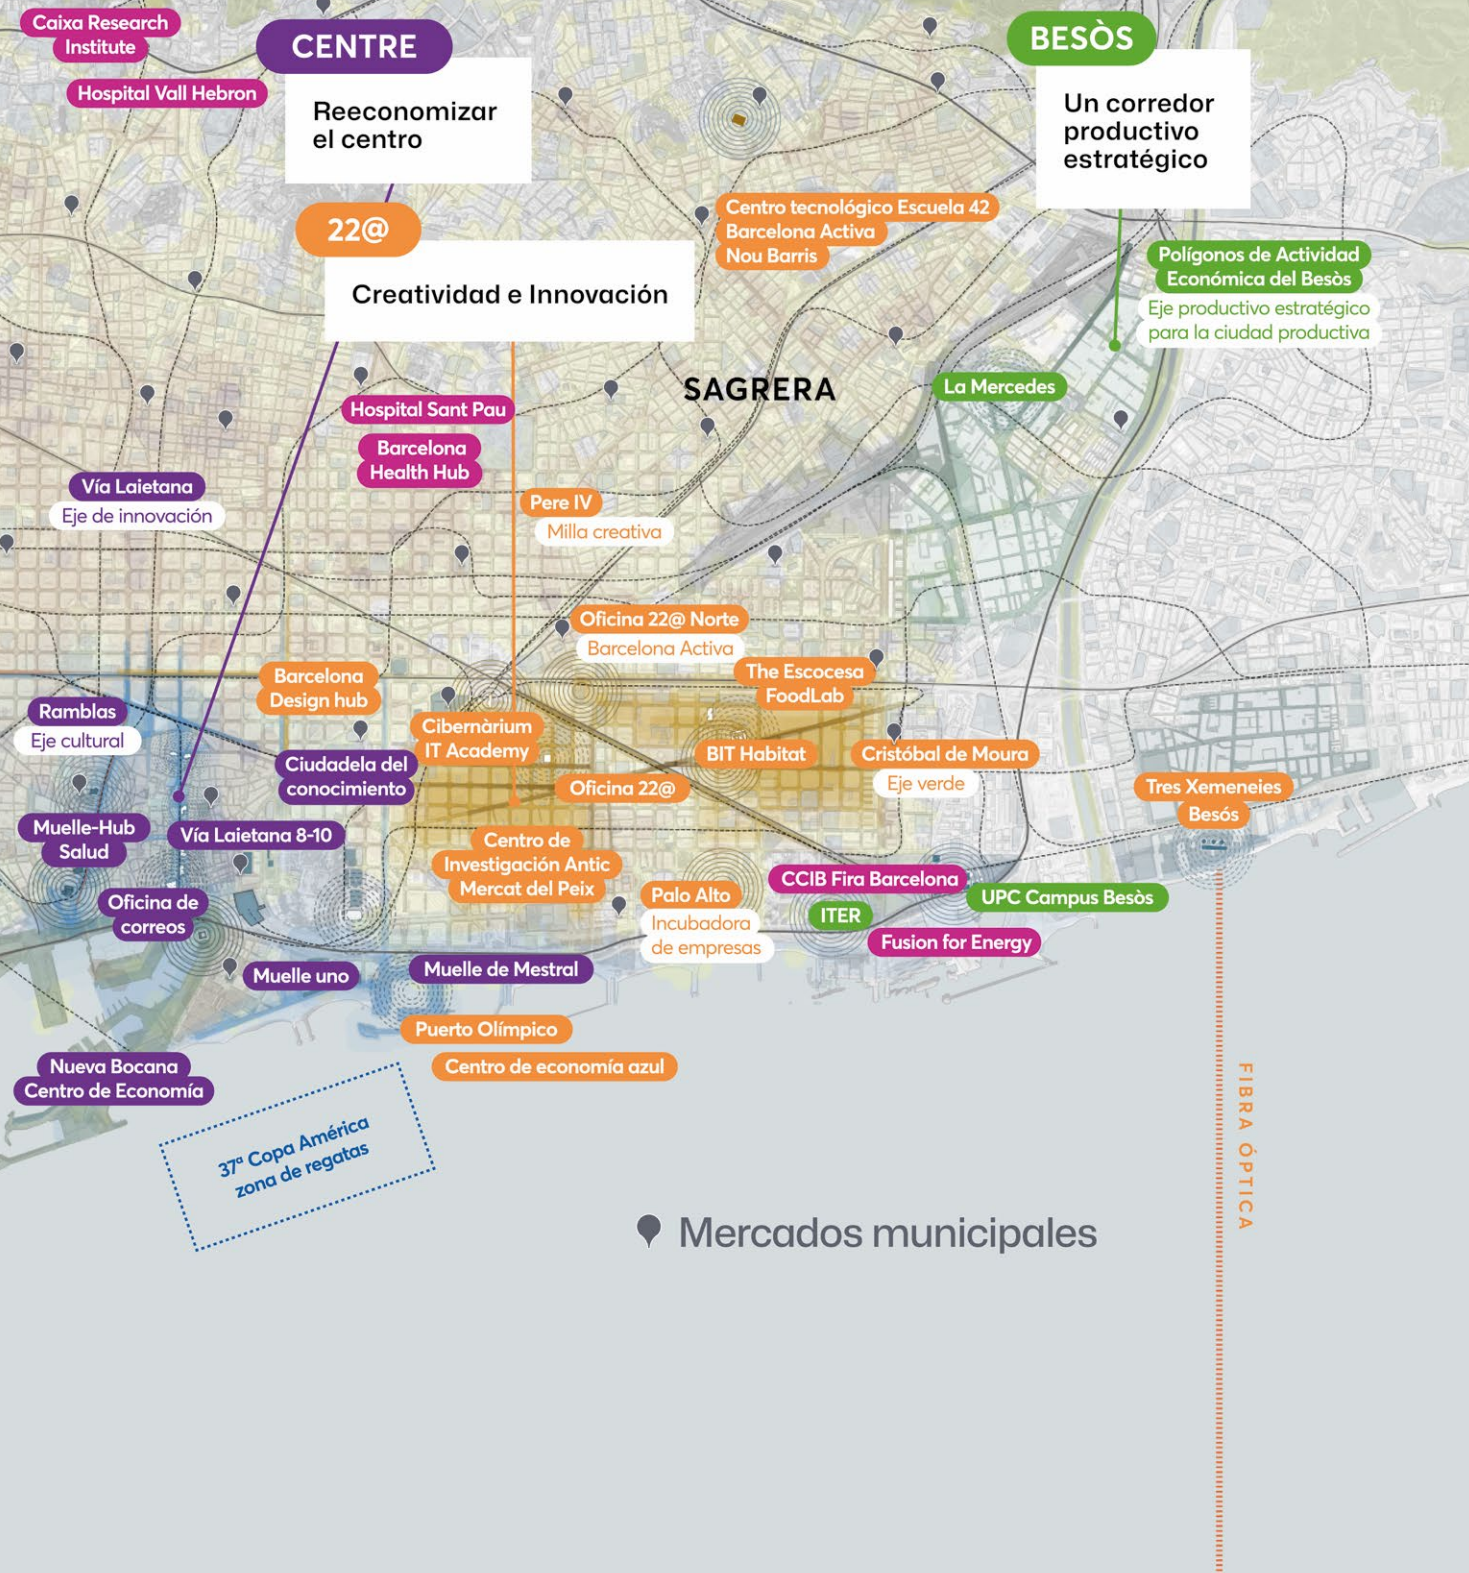 Caixa Research
Institute
Hospital Vall Hebron
CENTRE
Reeconomizar
el centro
BESÒS
Un corredor
productivo
estratégico
22@
Creatividad e Innovación
Centro tecnológico Escuela 42
Barcelona Activa
Nou Barris
Polígonos de Actividad
Económica del Besòs
Eje productivo estratégico
para la ciudad productiva
SAGRERA
La Mercedes
Hospital Sant Pau
Barcelona
Health Hub
Vía Laietana
Eje de innovación
Pere IV
Milla creativa
Oficina 22@ Norte
Barcelona Activa
Barcelona
Design hub
The Escocesa
FoodLab
Ramblas
Eje cultural
Cibernàrium
IT Academy
BIT Habitat
Cristóbal de Moura
Eje verde
Ciudadela del
conocimiento
Oficina 22@
Tres Xemeneies
Besós
Muelle-Hub
Salud
Vía Laietana 8-10
Centro de
Investigación Antic
Mercat del Peix
CCIB Fira Barcelona
Palo Alto
Incubadora
de empresas
UPC Campus Besòs
ITER
Fusion for Energy
Oficina de
correos
Muelle uno
Muelle de Mestral
Puerto Olímpico
Centro de economía azul
Nueva Bocana
Centro de Economía
37ª Copa América
zona de regatas
FIBRA ÓPTICA
Mercados municipales